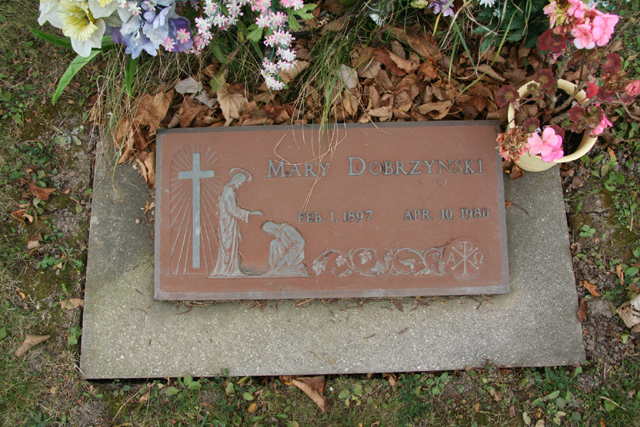 MARY DOBRZYNSKI
FEB 1, 1897 APR. 10, 1980
Α☧Ω